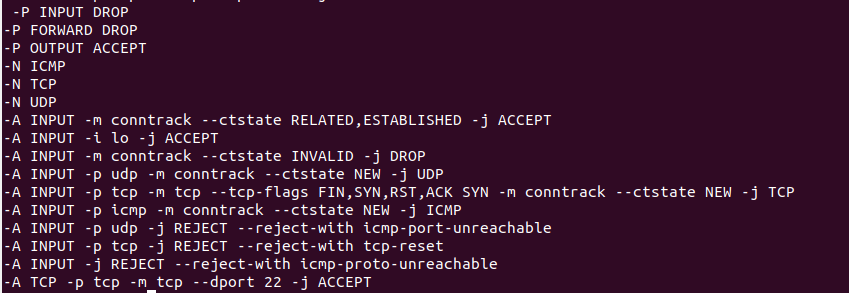 -P INPUT DROP
-P FORWARD DROP
-P OUTPUT ACCEPT
-N ICMP
-N TCP
-N UDP
-A INPUT -m conntrack --ctstate RELATED,ESTABLISHED -j ACCEPT
-A INPUT -i lo -j ACCEPT
-A INPUT -m conntrack --ctstate INVALID -j DROP
-A INPUT -p udp -m conntrack --ctstate NEW -j UDP
-A INPUT -p tcp -m tcp --tcp-flags FIN,SYN,RST,ACK SYN -m conntrack --ctstate NEW -j TCP
-A INPUT -p icmp -m conntrack --ctstate NEW -j ICMP
-A INPUT -p udp -j REJECT --reject-with icmp-port-unreachable
-A INPUT -p tcp -j REJECT --reject-with tcp-reset
-A INPUT -j REJECT --reject-with icmp-proto-unreachable
-A TCP -p tcp -m tcp --dport 22 -j ACCEPT